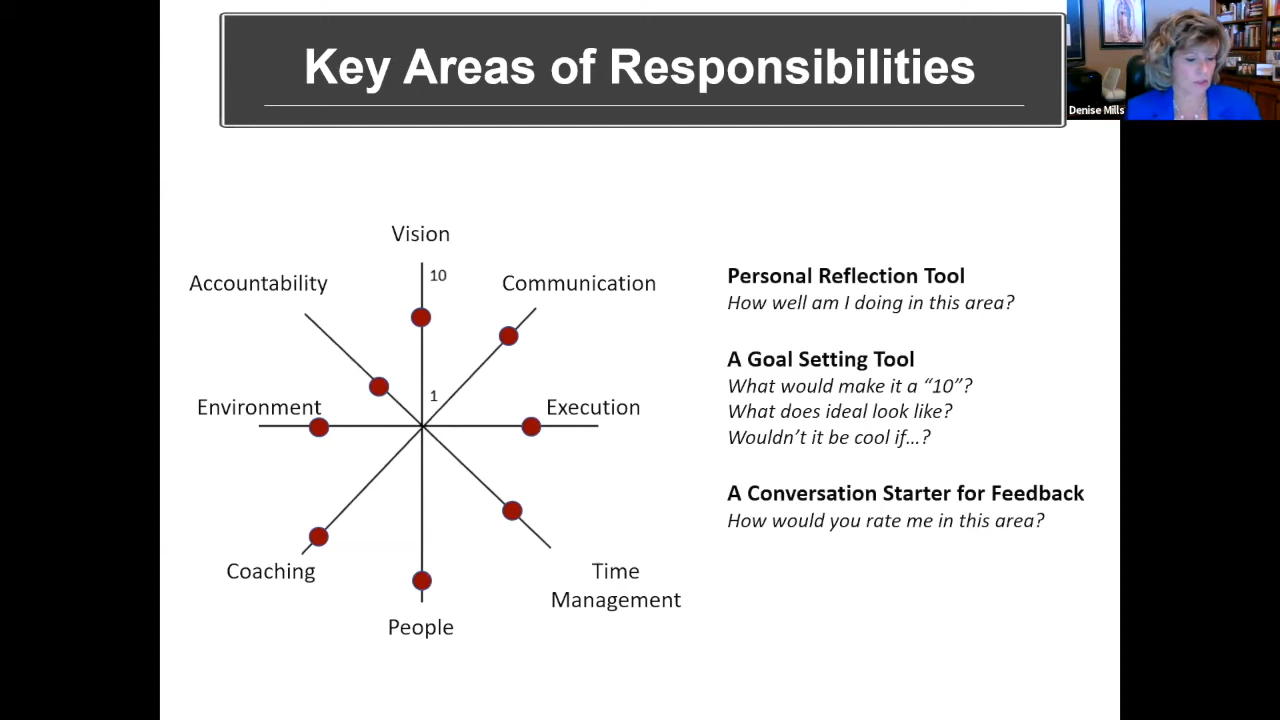 Key Areas of Responsibilities
Denise Mills
Vision
10
Accountability
Communication
1
Environment
Execution
Coaching
Time
Management
People
Personal Reflection Tool
How well am I doing in this area?
A Goal Setting Tool
What would make it a “10”?
What does ideal look like?
Wouldn’t it be cool if…?
A Conversation Starter for Feedback
How would you rate me in this area?